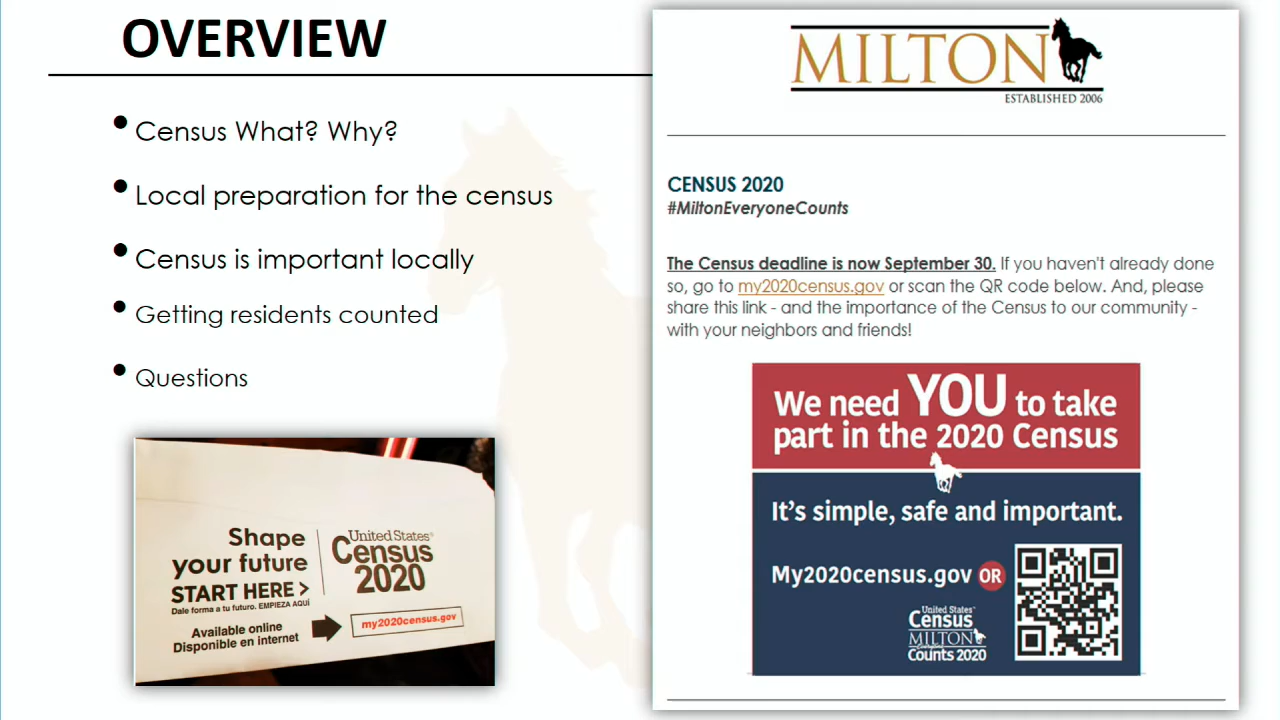 OVERVIEW
• Census What? Why?
• Local preparation for the census
• Census is important locally
• Getting residents counted
• Questions
Shape
your future
START HERE >
Dale forma a tu futuro. EMPIEZA AQUÍ
United States®
Census
2020
Available online
Disponible en internet
my2020census.gov
MILTON
ESTABLISHED 2006
CENSUS 2020
#MiltonEveryoneCounts
The Census deadline is now September 30. If you haven't already done
so, go to my2020census.gov or scan the QR code below. And, please
share this link - and the importance of the Census to our community -
with your neighbors and friends!
We need YOU to take
part in the 2020 Census
It's simple, safe and important.
My2020census.gov OR
United States™
Census
MILTON
Everyone
Counts 2020